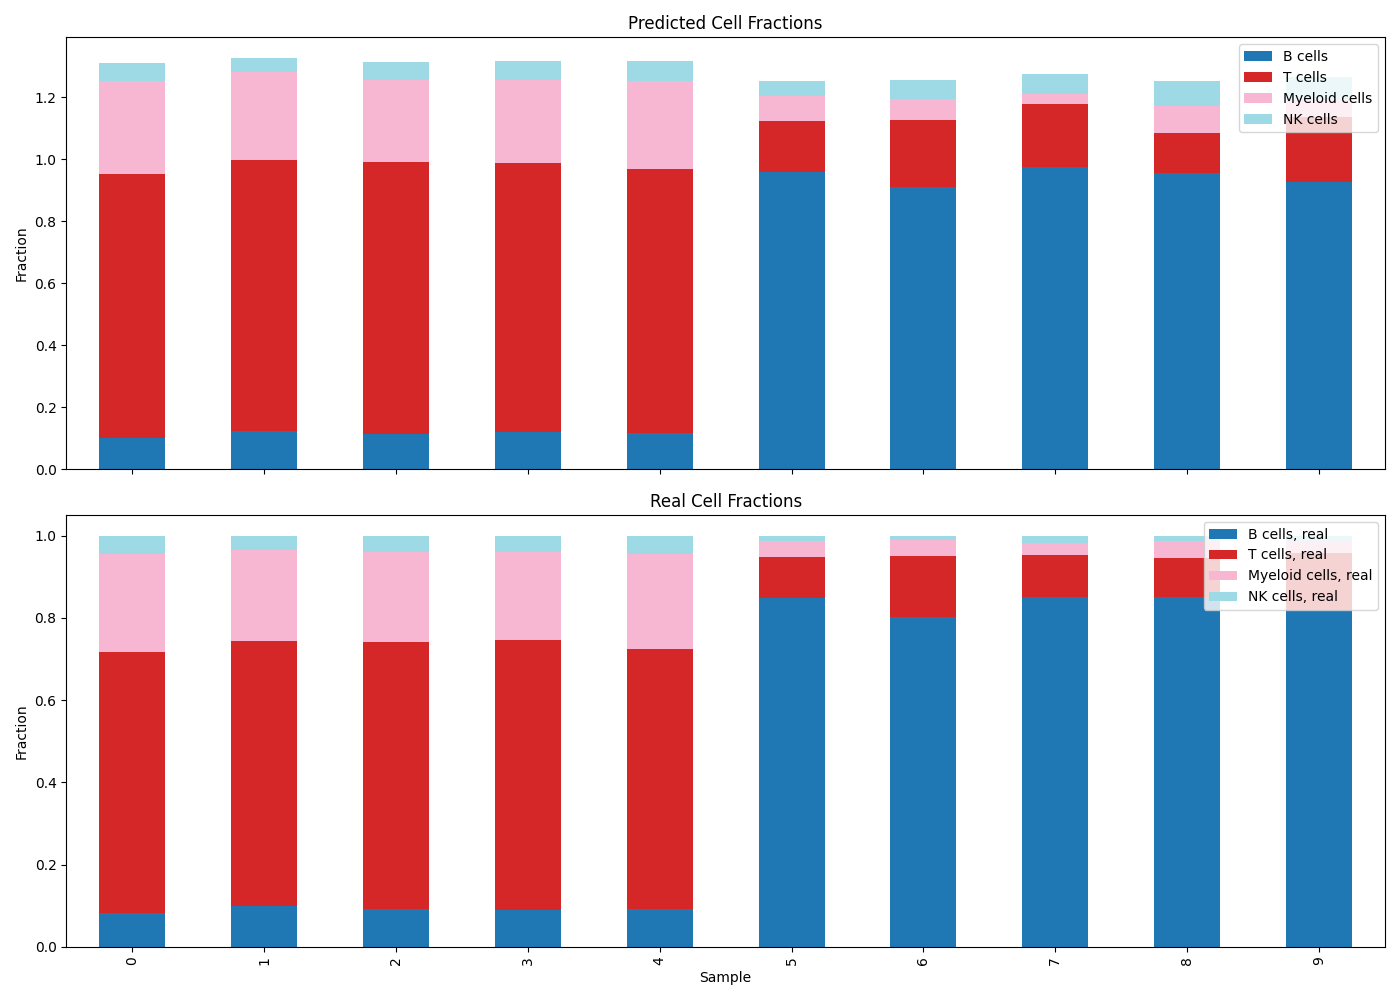 Predicted Cell Fractions
B cells
T cells
Myeloid cells
NK cells
1.2
1.0
0.8
0.6
0.4
0.2
0.0
Fraction
Real Cell Fractions
B cells, real
T cells, real
Myeloid cells, real
NK cells, real
1.0
0.8
0.6
0.4
0.2
0.0
Fraction
0 1 2 3 4 5 6 7 8 9
Sample